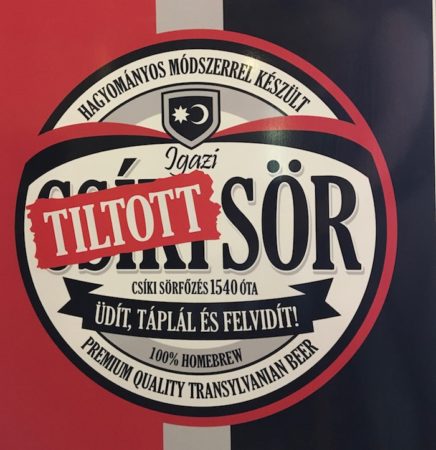 HAGYOMÁNYOS MÓDSZERREL KÉSZÜLT
Igazi
CSÍKI SÖR
TILTOTT
CSÍKI SÖRFŐZÉS 1540 ÓTA
ÜDÍT, TÁPLÁL ÉS FELVIDÍT!
100% HOMEBREW
PREMIUM QUALITY TRANSYLVANIAN BEER